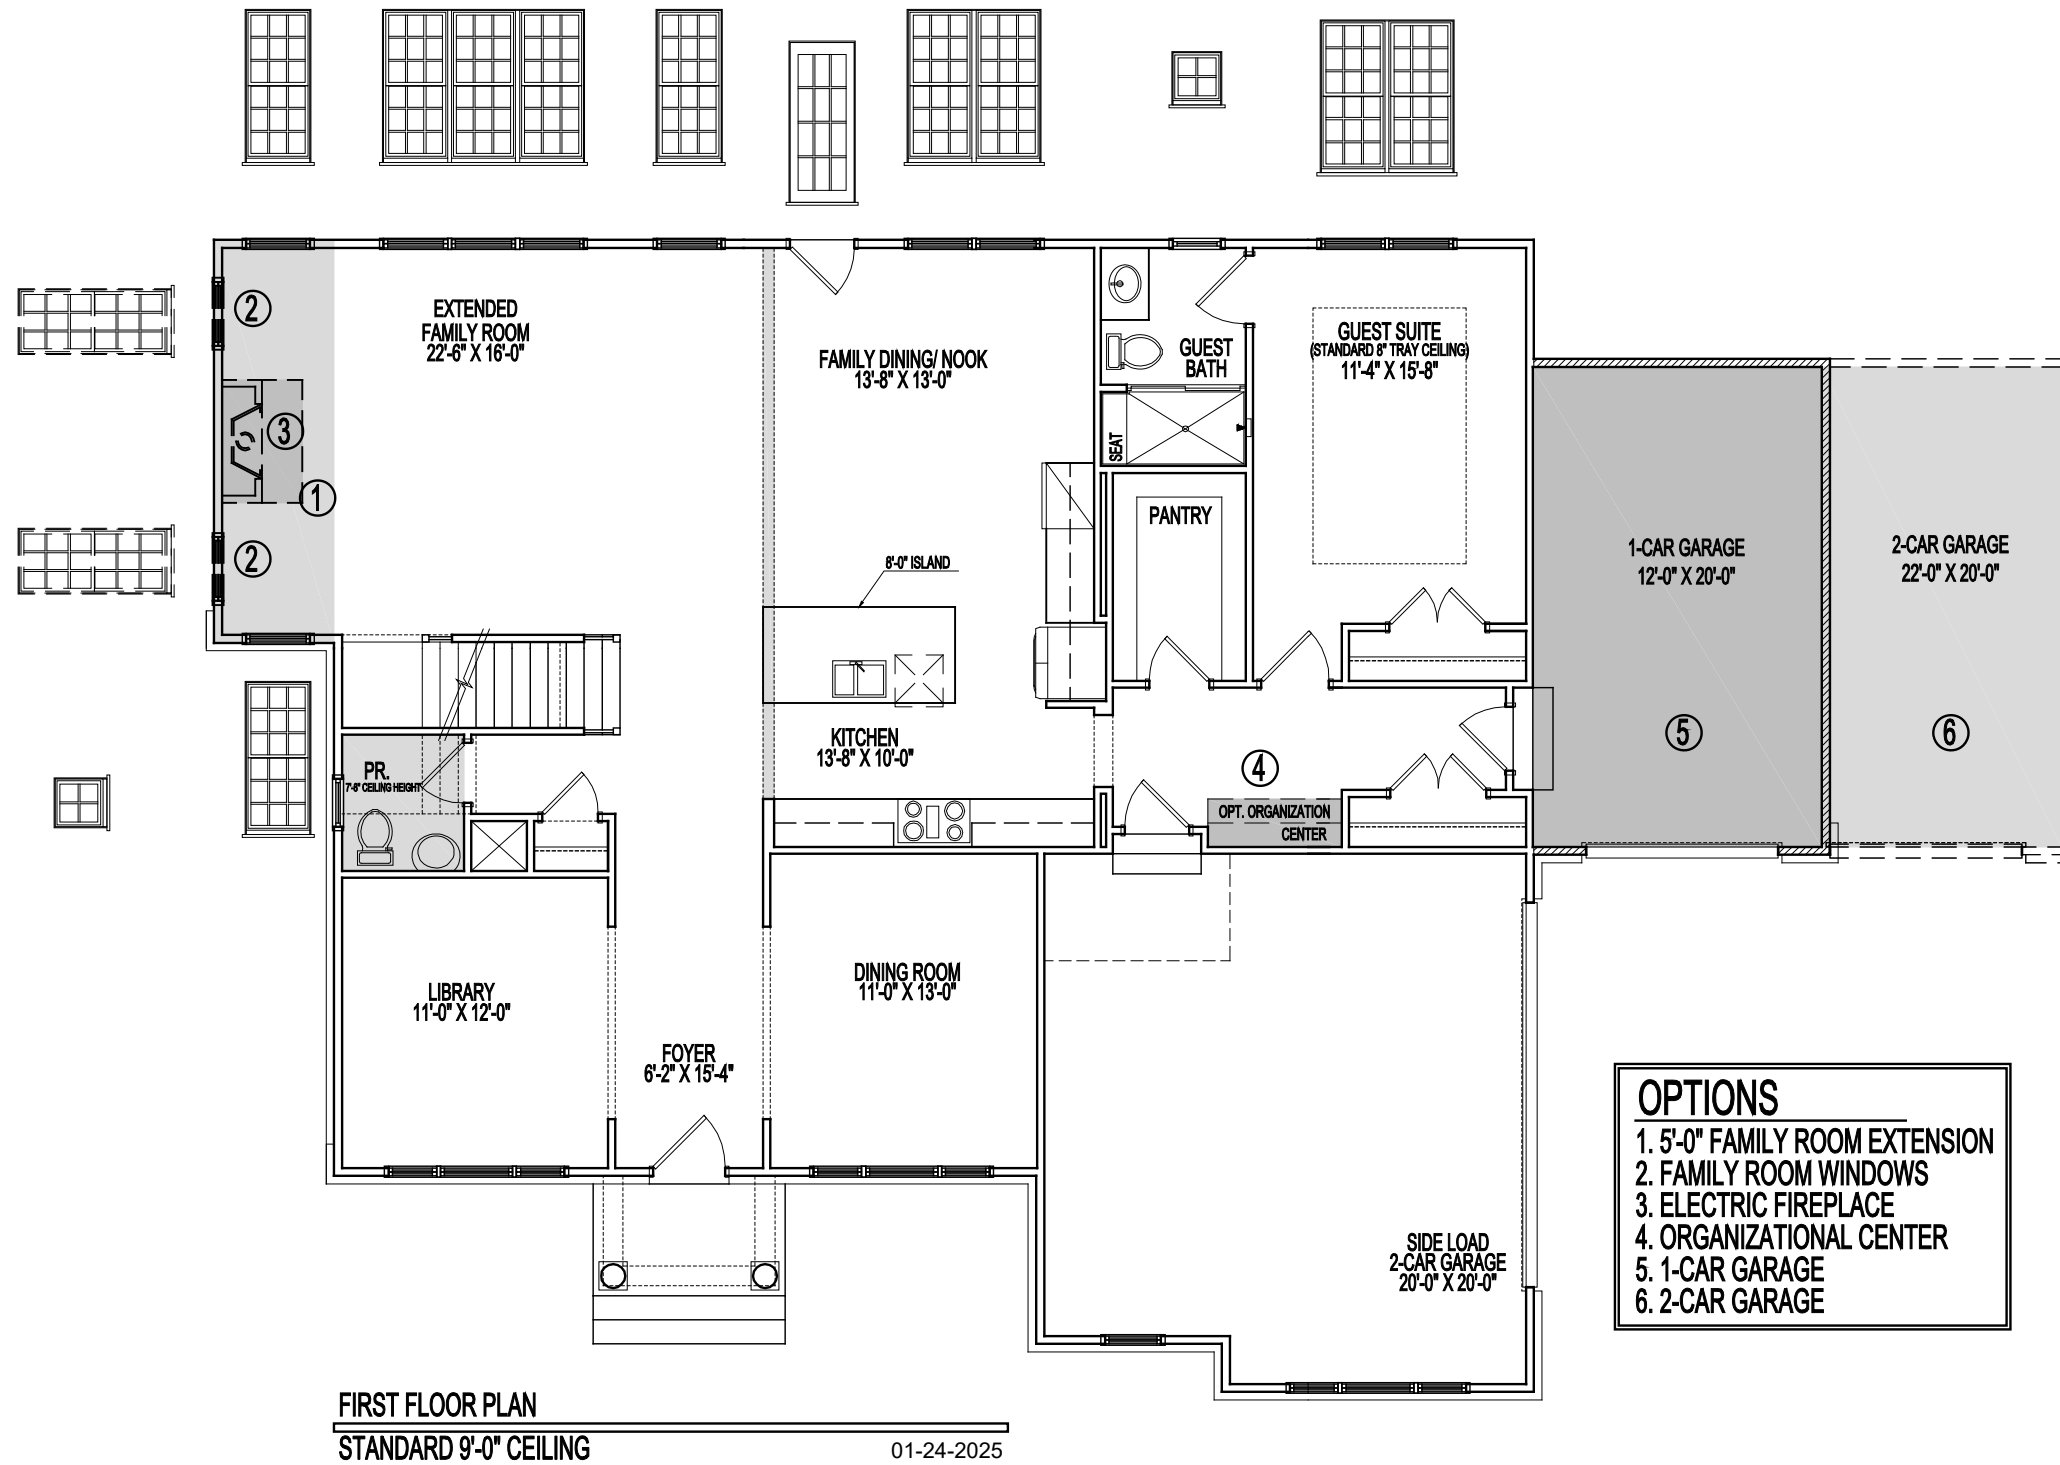 EXTENDED
FAMILY ROOM
22'-6" X 16'-0"
2
3
1
2
FAMILY DINING/ NOOK
13'-8" X 13'-0"
GUEST
BATH
SEAT
GUEST SUITE
(STANDARD 8" TRAY CEILING)
11'-4" X 15'-8"
PANTRY
8'-0" ISLAND
1-CAR GARAGE
12'-0" X 20'-0"
5
2-CAR GARAGE
22'-0" X 20'-0"
6
KITCHEN
13'-8" X 10'-0"
PR.
7'-6" CEILING HEIGHT
4
OPT. ORGANIZATION
CENTER
LIBRARY
11'-0" X 12'-0"
FOYER
6'-2" X 15'-4"
DINING ROOM
11'-0" X 13'-0"
SIDE LOAD
2-CAR GARAGE
20'-0" X 20'-0"
OPTIONS
1. 5'-0" FAMILY ROOM EXTENSION
2. FAMILY ROOM WINDOWS
3. ELECTRIC FIREPLACE
4. ORGANIZATIONAL CENTER
5. 1-CAR GARAGE
6. 2-CAR GARAGE
FIRST FLOOR PLAN
STANDARD 9'-0" CEILING
01-24-2025